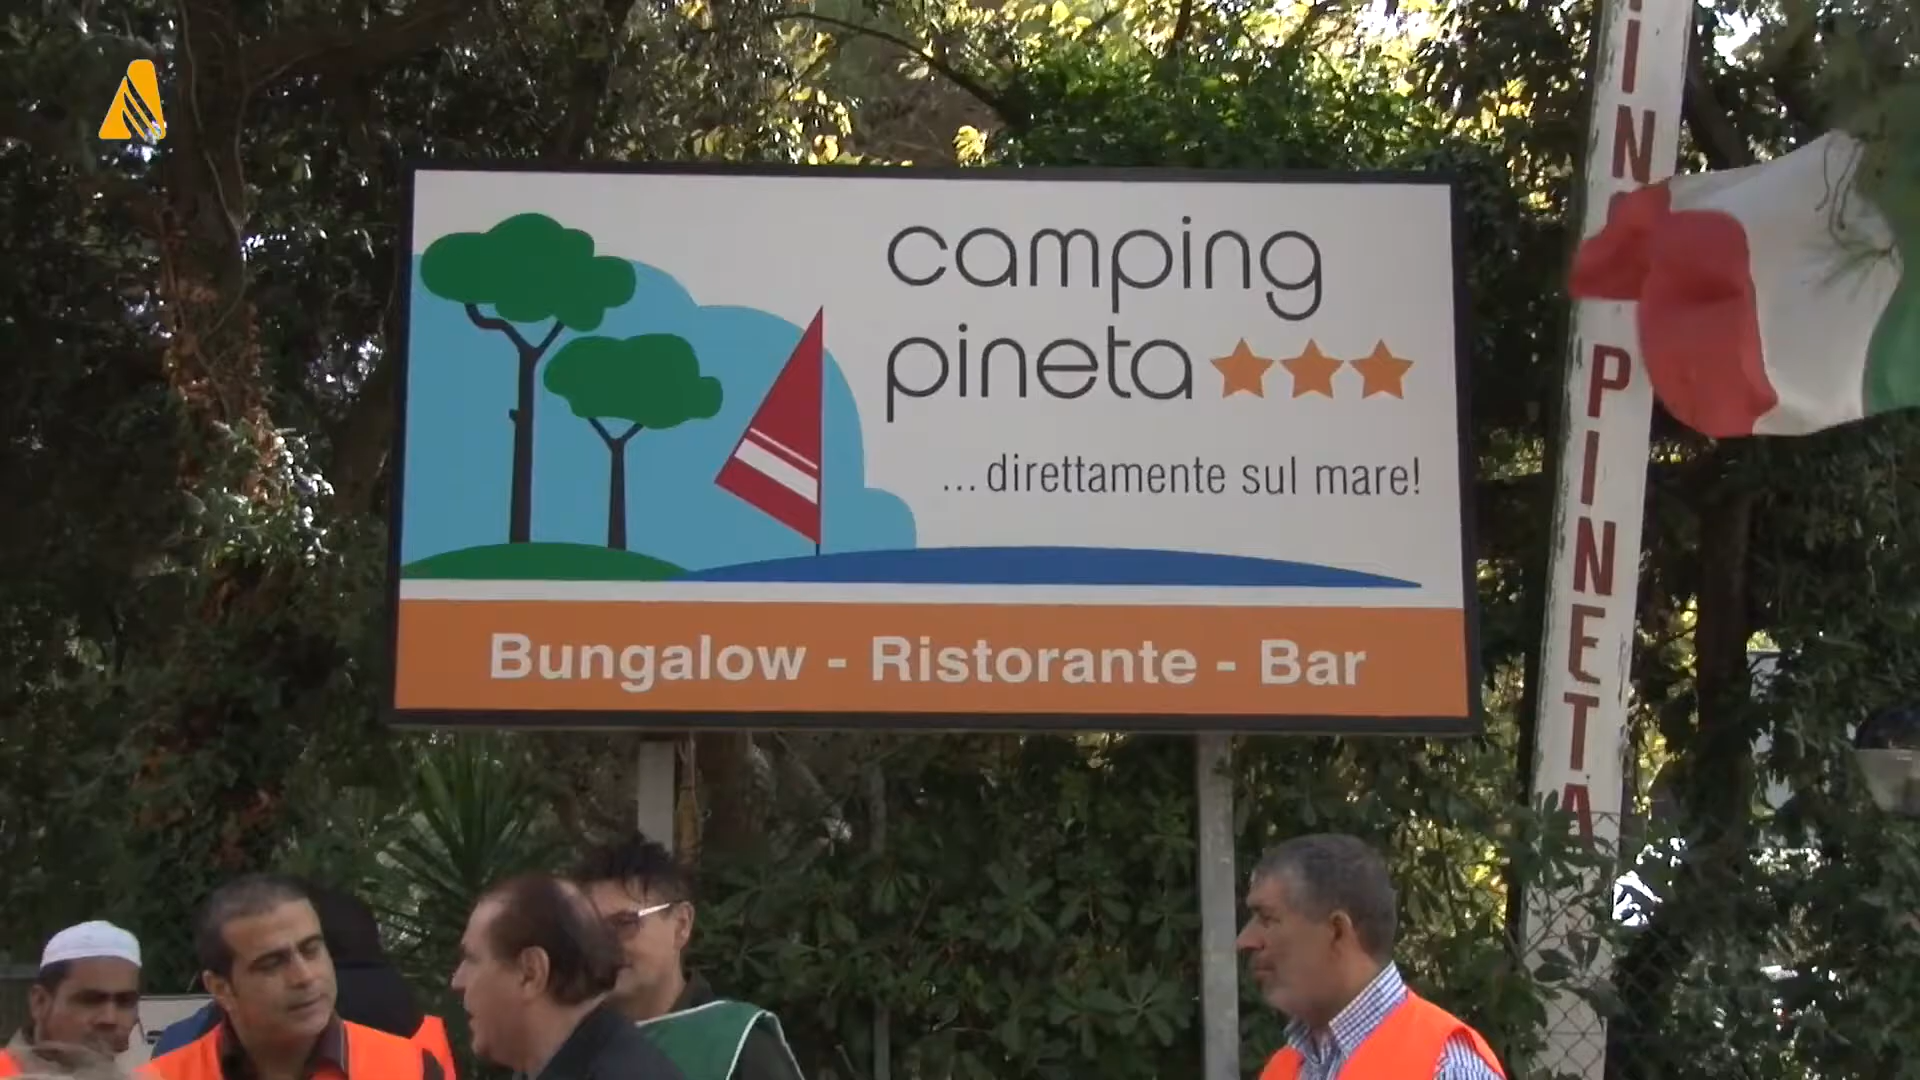 camping
pineta
...direttamente sul mare!
Bungalow - Ristorante - Bar
PINETA